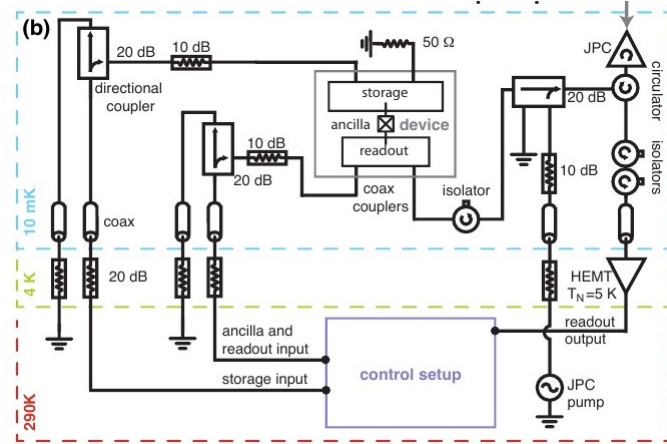 (b)
20 dB
10 dB
directional
coupler
50 Ω
storage
ancilla
device
readout
10 dB
20 dB
coax
couplers
isolator
JPC
circulator
20 dB
isolators
10 dB
10 mK
coax
4 K
20 dB
HEMT
T_N=5 K
ancilla and
readout input
storage input
control setup
readout
output
JPC
pump
290K